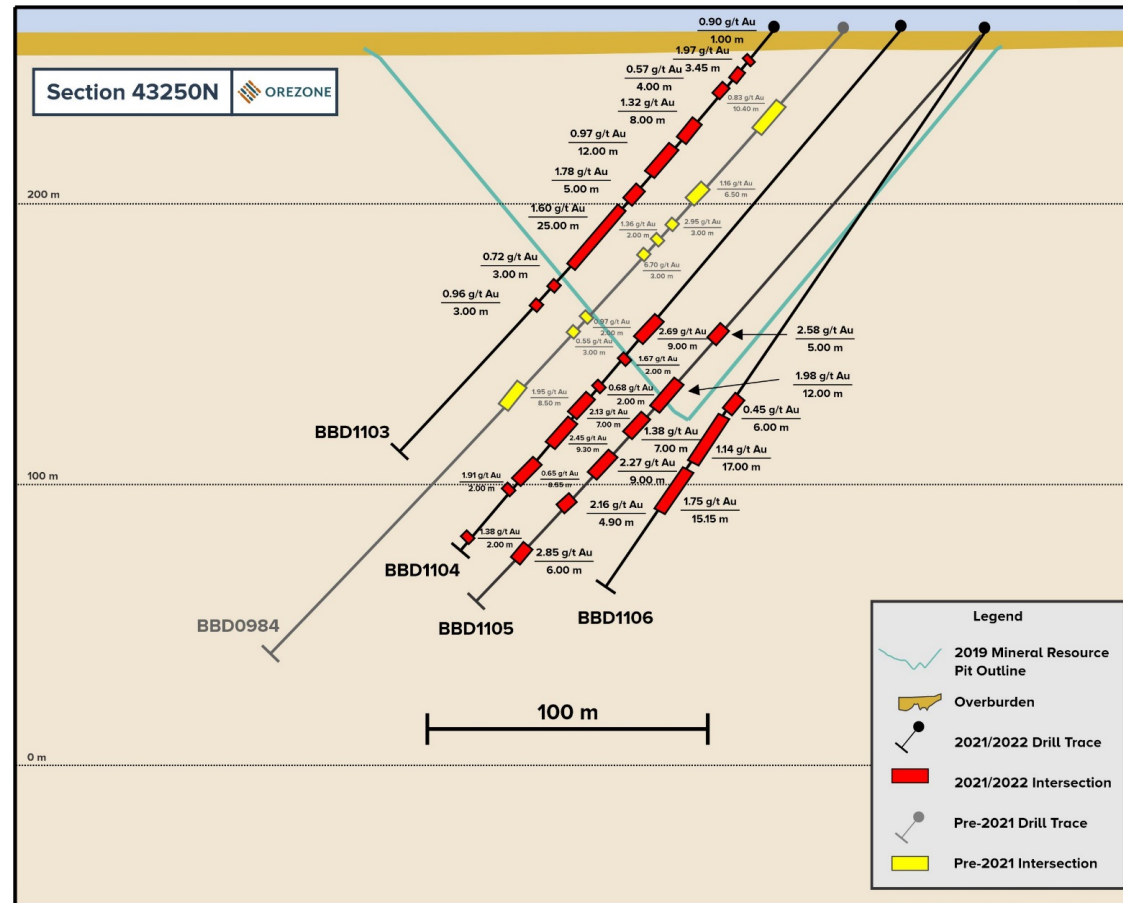 0.90 g/t Au
1.00 m
1.97 g/t Au
3.45 m
0.57 g/t Au
4.00 m
1.32 g/t Au
8.00 m
0.97 g/t Au
12.00 m
1.78 g/t Au
5.00 m
1.60 g/t Au
25.00 m
0.72 g/t Au
3.00 m
0.96 g/t Au
3.00 m
Section 43250N
OREZONE
0.83 g/t Au
10.40 m
1.16 g/t Au
6.50 m
2.95 g/t Au
3.00 m
1.36 g/t Au
2.00 m
6.70 g/t Au
3.00 m
0.97 g/t Au
2.00 m
0.55 g/t Au
3.00 m
1.95 g/t Au
8.50 m
200 m
100 m
0 m
2.69 g/t Au
9.00 m
1.67 g/t Au
2.00 m
0.68 g/t Au
2.00 m
2.13 g/t Au
7.00 m
2.45 g/t Au
9.30 m
0.65 g/t Au
8.55 m
1.91 g/t Au
2.00 m
1.38 g/t Au
2.00 m
2.58 g/t Au
5.00 m
1.98 g/t Au
12.00 m
1.38 g/t Au
7.00 m
2.27 g/t Au
9.00 m
2.16 g/t Au
4.90 m
2.85 g/t Au
6.00 m
0.45 g/t Au
6.00 m
1.14 g/t Au
17.00 m
1.75 g/t Au
15.15 m
BBD1103
BBD1104
BBD1105
BBD1106
BBD0984
100 m
Legend
2019 Mineral Resource
Pit Outline
Overburden
2021/2022 Drill Trace
2021/2022 Intersection
Pre-2021 Drill Trace
Pre-2021 Intersection